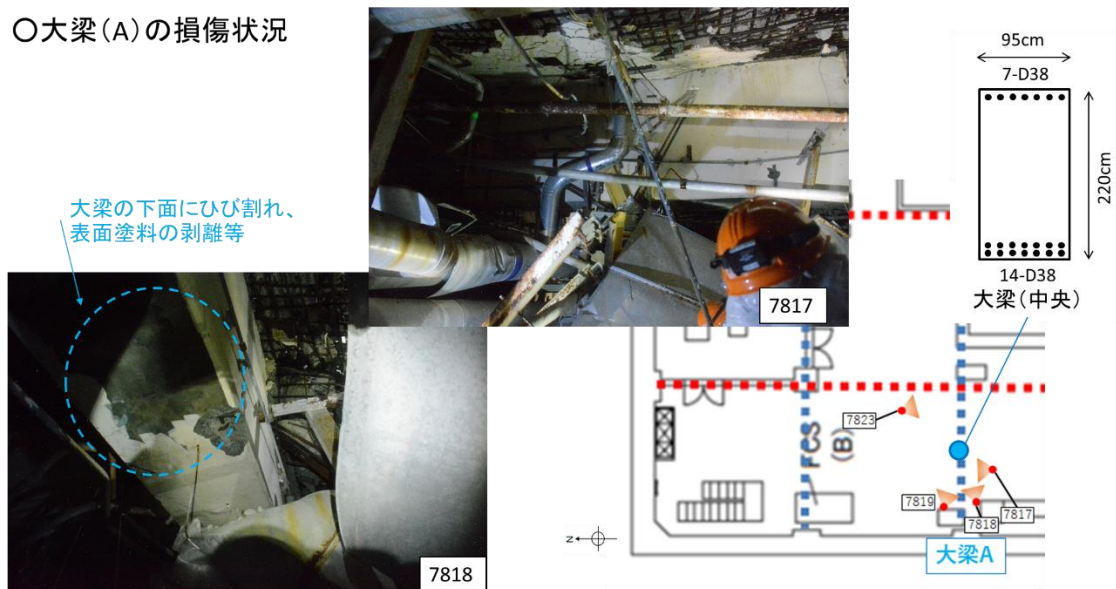 〇大梁(A)の損傷状況
大梁の下面にひび割れ、
表面塗料の剥離等
7817
7818
95cm
7-D38
220cm
14-D38
大梁(中央)
7823
FCS
(B)
7819
7818
7817
大梁A
N